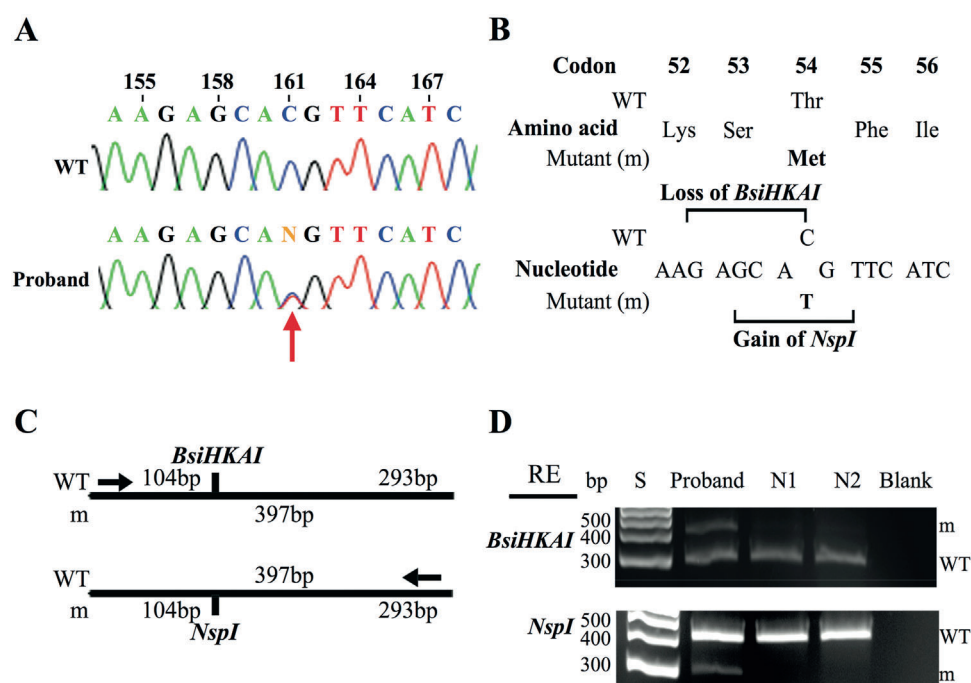 A
155 158 161 164 167
A A G A G C A C G T T C A T C
WT
A A G A G C A N G T T C A T C
Proband
B
Codon 52 53 54 55 56
WT Thr
Amino acid Lys Ser Phe Ile
Mutant (m) Met
Loss of BsiHKAI
WT C
Nucleotide AAG AGC A G TTC ATC
Mutant (m) T
Gain of NspI
C
BsiHKAI
WT 104bp 293bp
m 397bp
WT 397bp
m 104bp 293bp
NspI
D
RE bp S Proband N1 N2 Blank
BsiHKAI
500 m
400
300 WT
NspI
500
400 WT
300 m